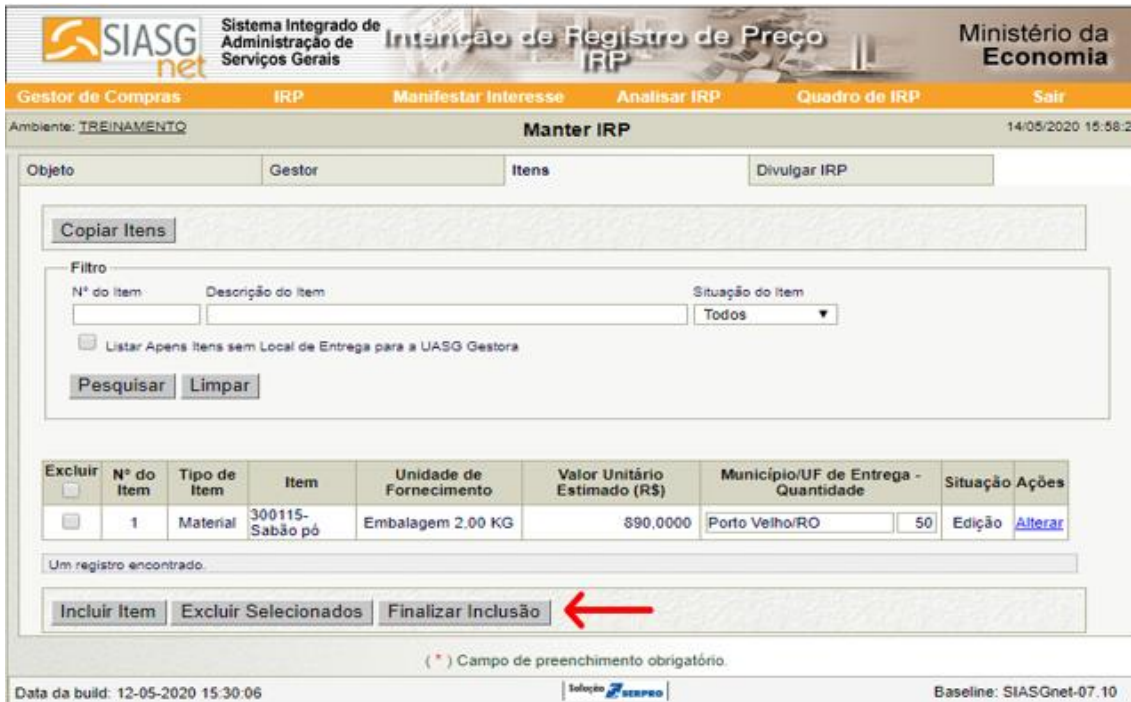 SIASG
net
Sistema Integrado de
Administração de
Serviços Gerais
Intenção de Registro de Preço
IRP
Ministério da
Economia
Gestor de Compras IRP Manifestar Interesse Analisar IRP Quadro de IRP Sair
Ambiente: TREINAMENTO Manter IRP 14/05/2020 15:58:2
Objeto Gestor Itens Divulgar IRP
Copiar Itens
Filtro
N° do Item Descrição do Item Situação do Item
Todos
Listar Apens Itens sem Local de Entrega para a UASG Gestora
Pesquisar Limpar
Excluir N° do Item Tipo de Item Item Unidade de Fornecimento Valor Unitário Estimado (R$) Município/UF de Entrega - Quantidade Situação Ações
1 Material 300115- Sabão pó Embalagem 2,00 KG 890,0000 Porto Velho/RO 50 Edição Alterar
Um registro encontrado.
Incluir Item Excluir Selecionados Finalizar Inclusão
( * ) Campo de preenchimento obrigatório.
Data da build: 12-05-2020 15:30:06 Solução SERPRO Baseline: SIASGnet-07.10